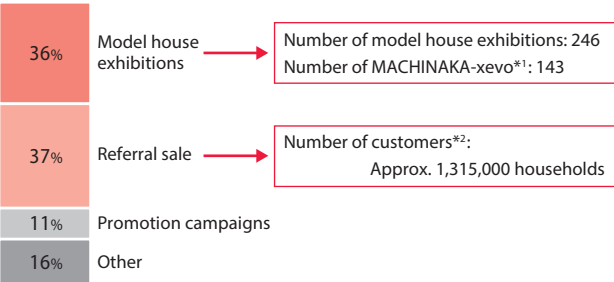 36%
Model house
exhibitions
Number of model house exhibitions: 246
Number of MACHINAKA-xevo*1: 143
37%
Referral sale
Number of customers*2:
Approx. 1,315,000 households
11%
Promotion campaigns
16%
Other